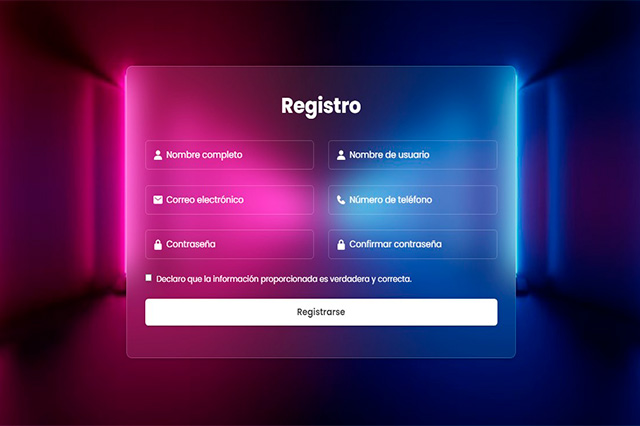 Registro
Nombre completo
Nombre de usuario
Correo electrónico
Número de teléfono
Contraseña
Confirmar contraseña
Declaro que la información proporcionada es verdadera y correcta.
Registrarse